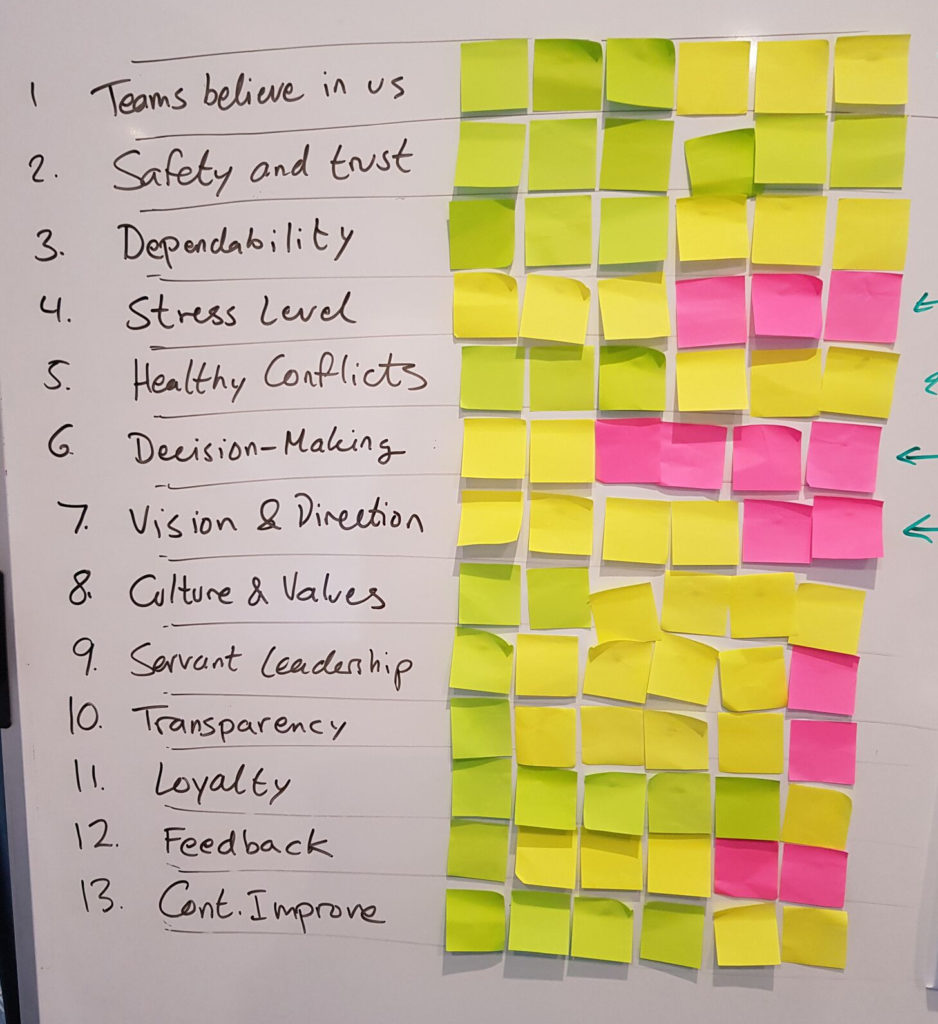 1 Teams believe in us
2. Safety and trust
3. Dependability
4. Stress Level
5. Healthy Conflicts
6 Decision-Making
7. Vision & Direction
8. Culture & Values
9. Servant Leadership
10. Transparency
11. Loyalty
12. Feedback
13. Cont. Improve